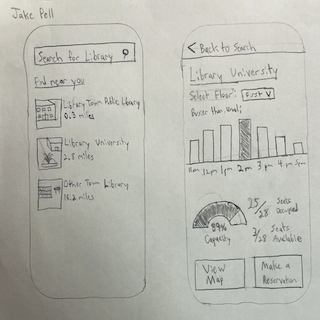 Jake Pell
Search for Library
Find near you
Library Town Public Library
0.3 miles
Library University
2.8 miles
Other Town Library
16.2 miles
< Back to Search
Library University
Select Floor: First V
Busier than usual:
11am 12pm 1pm 2pm 3pm 4pm 5pm
89%
Capacity
25/28 Seats Occupied
3/28 Seats Available
View Map
Make a Reservation